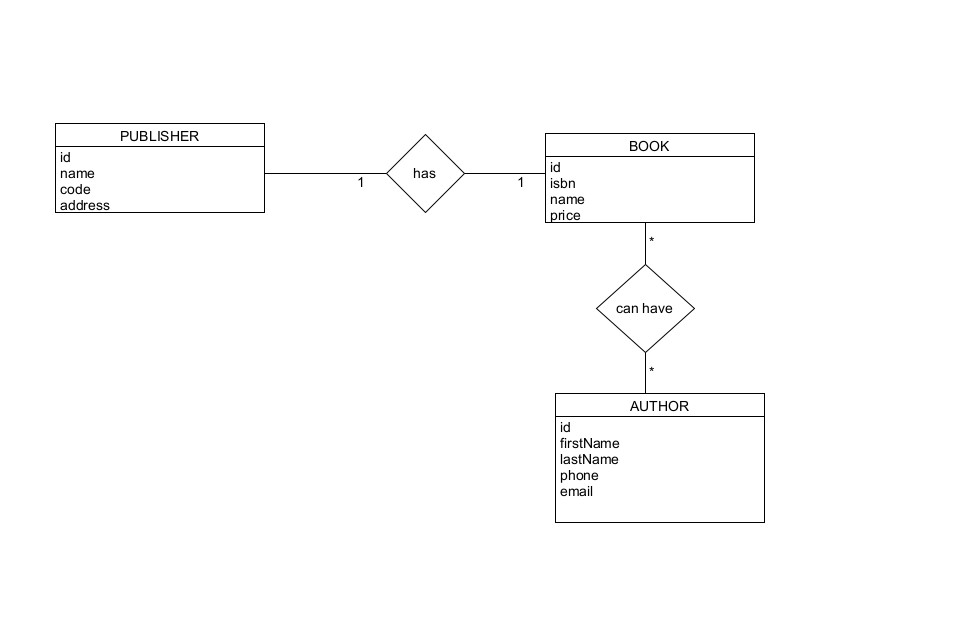 PUBLISHER
id
name
code
address
1
has
1
BOOK
id
isbn
name
price
*
can have
*
AUTHOR
id
firstName
lastName
phone
email